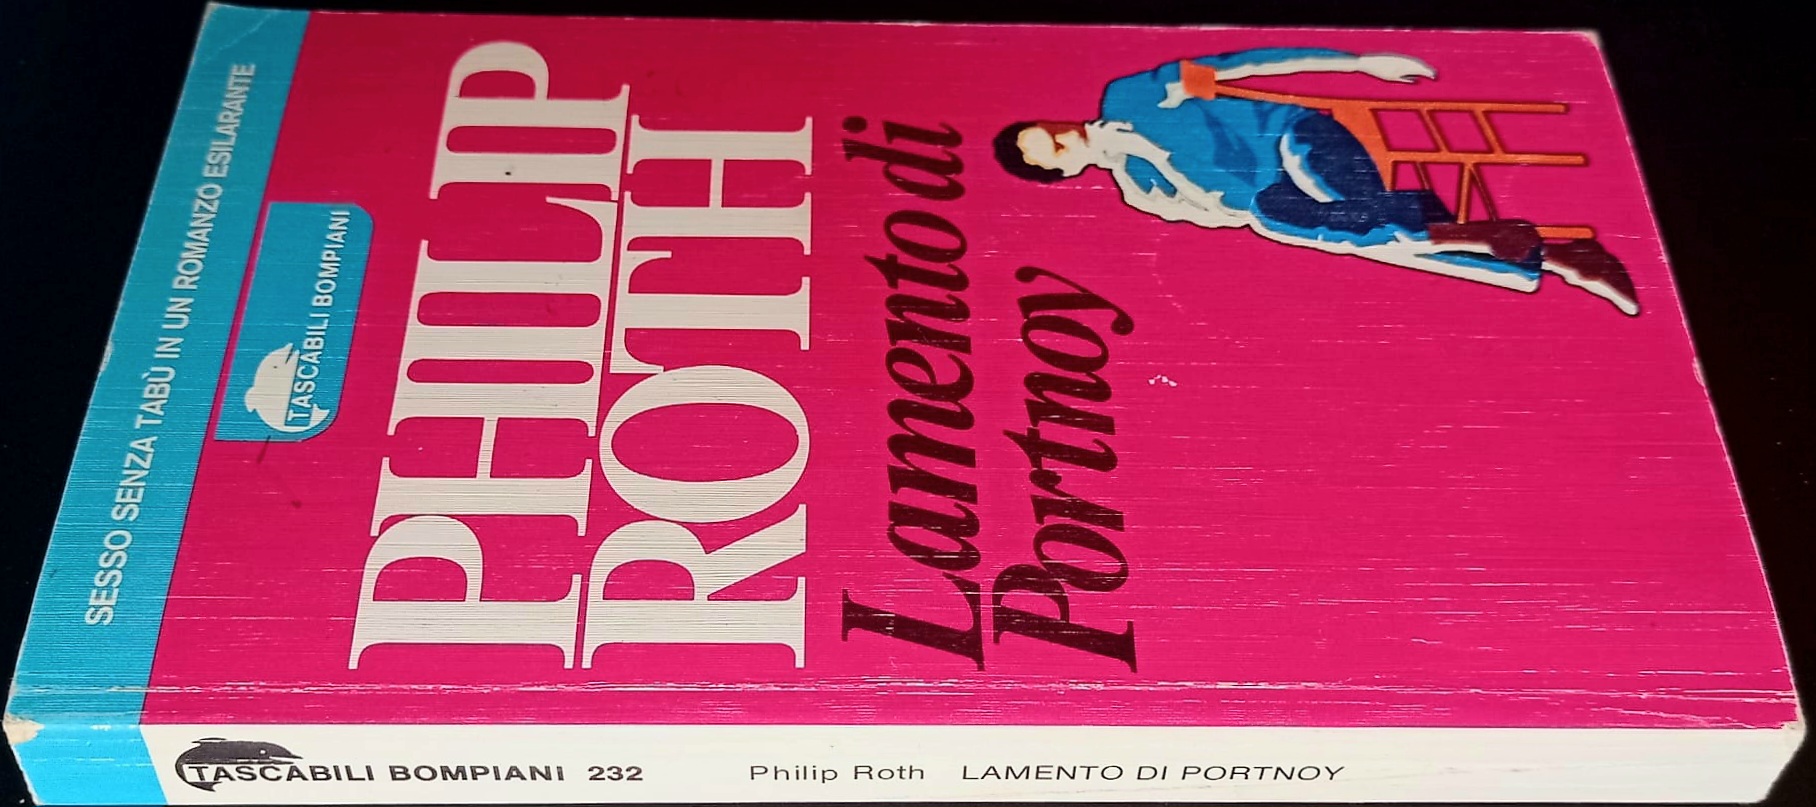 SESSO SENZA TABÙ IN UN ROMANZO ESILARANTE
TASCABILI BOMPIANI
PHILIP
ROTH
Lamento di
Portnoy
TASCABILI BOMPIANI 232 Philip Roth LAMENTO DI PORTNOY